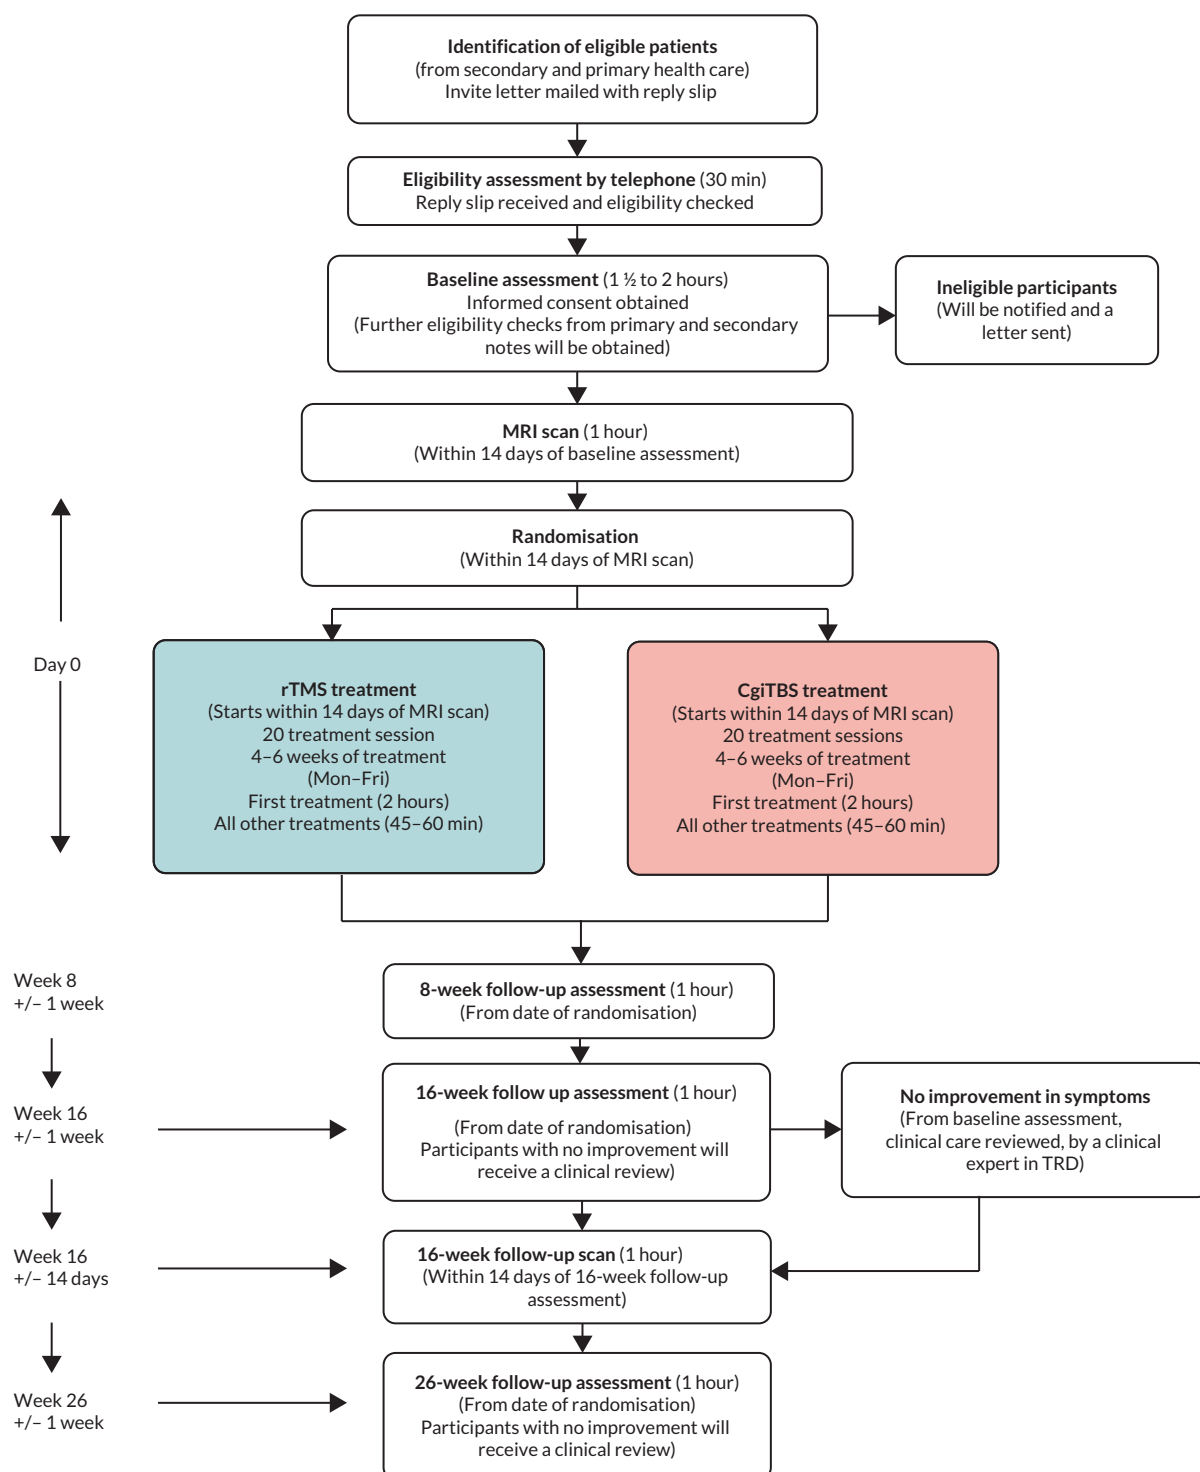 Identification of eligible patients
(from secondary and primary health care)
Invite letter mailed with reply slip
Eligibility assessment by telephone (30 min)
Reply slip received and eligibility checked
Baseline assessment (1 ½ to 2 hours)
Informed consent obtained
(Further eligibility checks from primary and secondary
notes will be obtained)
Ineligible participants
(Will be notified and a
letter sent)
MRI scan (1 hour)
(Within 14 days of baseline assessment)
Randomisation
(Within 14 days of MRI scan)
Day 0
rTMS treatment
(Starts within 14 days of MRI scan)
20 treatment session
4–6 weeks of treatment
(Mon–Fri)
First treatment (2 hours)
All other treatments (45–60 min)
CgiTBS treatment
(Starts within 14 days of MRI scan)
20 treatment sessions
4–6 weeks of treatment
(Mon–Fri)
First treatment (2 hours)
All other treatments (45–60 min)
Week 8
+/– 1 week
8-week follow-up assessment (1 hour)
(From date of randomisation)
Week 16
+/– 1 week
16-week follow up assessment (1 hour)
(From date of randomisation)
Participants with no improvement will
receive a clinical review)
No improvement in symptoms
(From baseline assessment,
clinical care reviewed, by a clinical
expert in TRD)
Week 16
+/– 14 days
16-week follow-up scan (1 hour)
(Within 14 days of 16-week follow-up
assessment)
Week 26
+/– 1 week
26-week follow-up assessment (1 hour)
(From date of randomisation)
Participants with no improvement will
receive a clinical review)